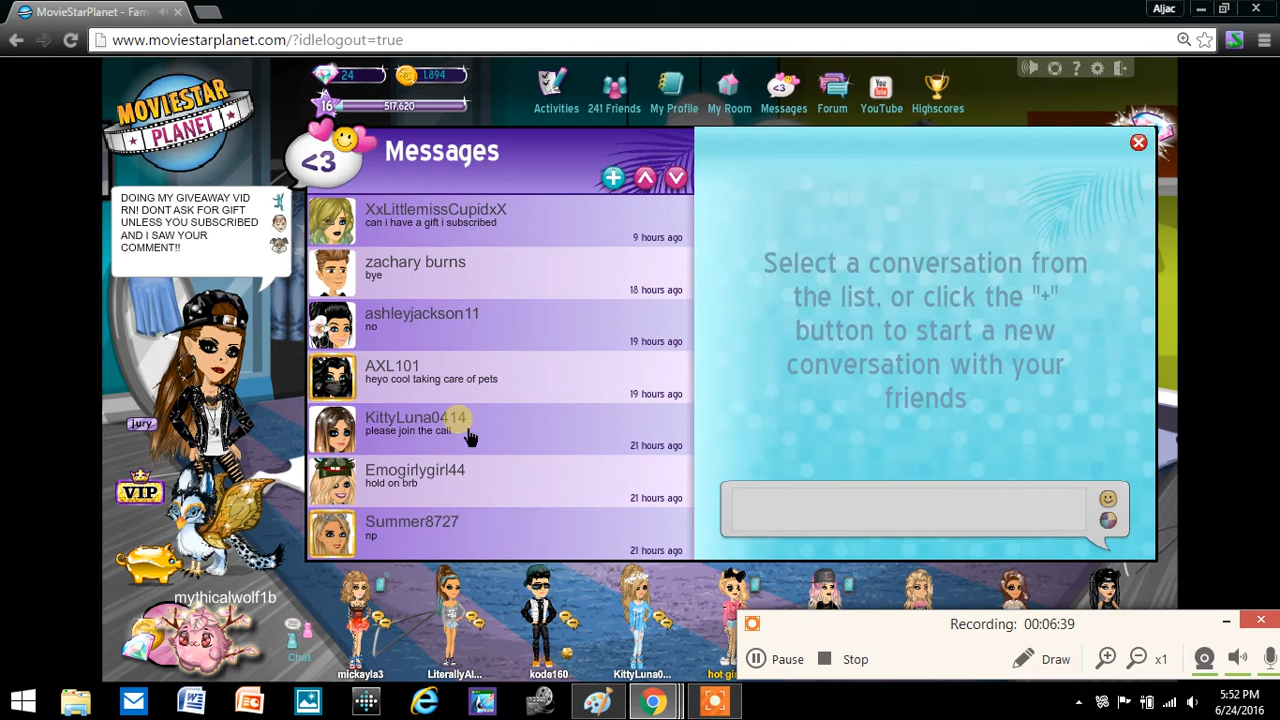 MovieStarPlanet - Fam
Aljac
www.moviestarplanet.com/?idlelogout=true
MOVIESTAR
PLANET
24
1,894
16
517,620
Activities
241 Friends
My Profile
My Room
<3
Messages
Forum
You Tube
YouTube
Highscores
<3
Messages
DOING MY GIVEAWAY VID
RN! DONT ASK FOR GIFT
UNLESS YOU SUBSCRIBED
AND I SAW YOUR
COMMENT!!
XxLittlemissCupidxX
can i have a gift i subscribed
9 hours ago
zachary burns
bye
18 hours ago
ashleyjackson11
no
19 hours ago
AXL101
heyo cool taking care of pets
19 hours ago
KittyLuna0414
please join the call
21 hours ago
Emogirlygirl44
hold on brb
21 hours ago
Summer8727
np
21 hours ago
Select a conversation from
the list, or click the "+"
button to start a new
conversation with your
friends
jury
VIP
mythicalwolf1b
Chat
mickayla3
LiterallyAl...
kode160
KittyLuna0...
Recording: 00:06:39
Pause
Stop
Draw
x1
5:52 PM
6/24/2016